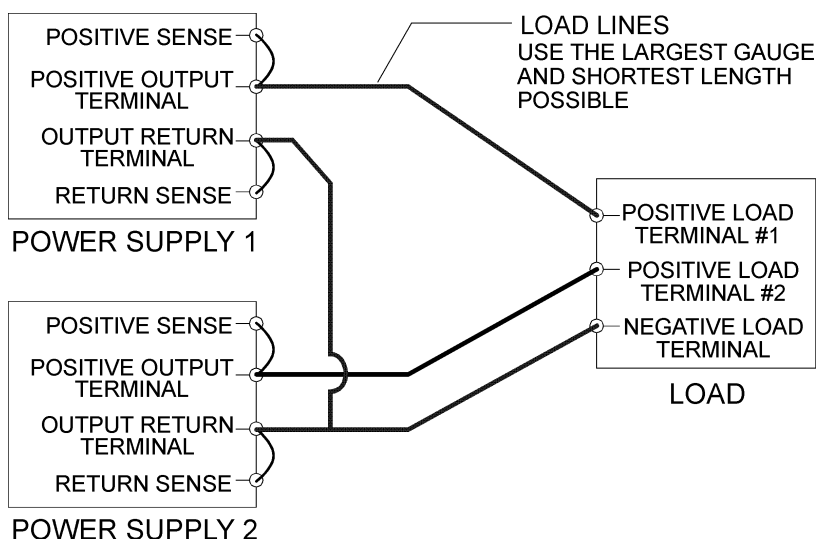 POSITIVE SENSE
POSITIVE OUTPUT
TERMINAL
OUTPUT RETURN
TERMINAL
RETURN SENSE
POWER SUPPLY 1
LOAD LINES
USE THE LARGEST GAUGE
AND SHORTEST LENGTH
POSSIBLE
POSITIVE LOAD
TERMINAL #1
POSITIVE LOAD
TERMINAL #2
NEGATIVE LOAD
TERMINAL
LOAD
POSITIVE SENSE
POSITIVE OUTPUT
TERMINAL
OUTPUT RETURN
TERMINAL
RETURN SENSE
POWER SUPPLY 2